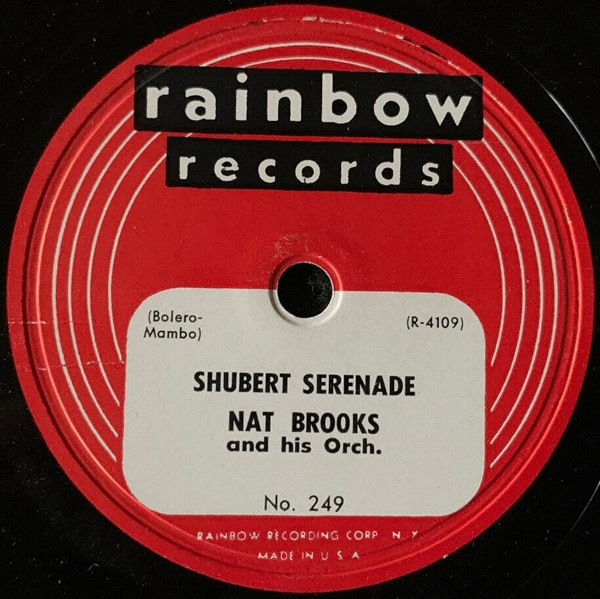 rainbow
records
(Bolero-
Mambo)
(R-4109)
SHUBERT SERENADE
NAT BROOKS
and his Orch.
No. 249
RAINBOW RECORDING CORP. N. Y.
MADE IN U S A